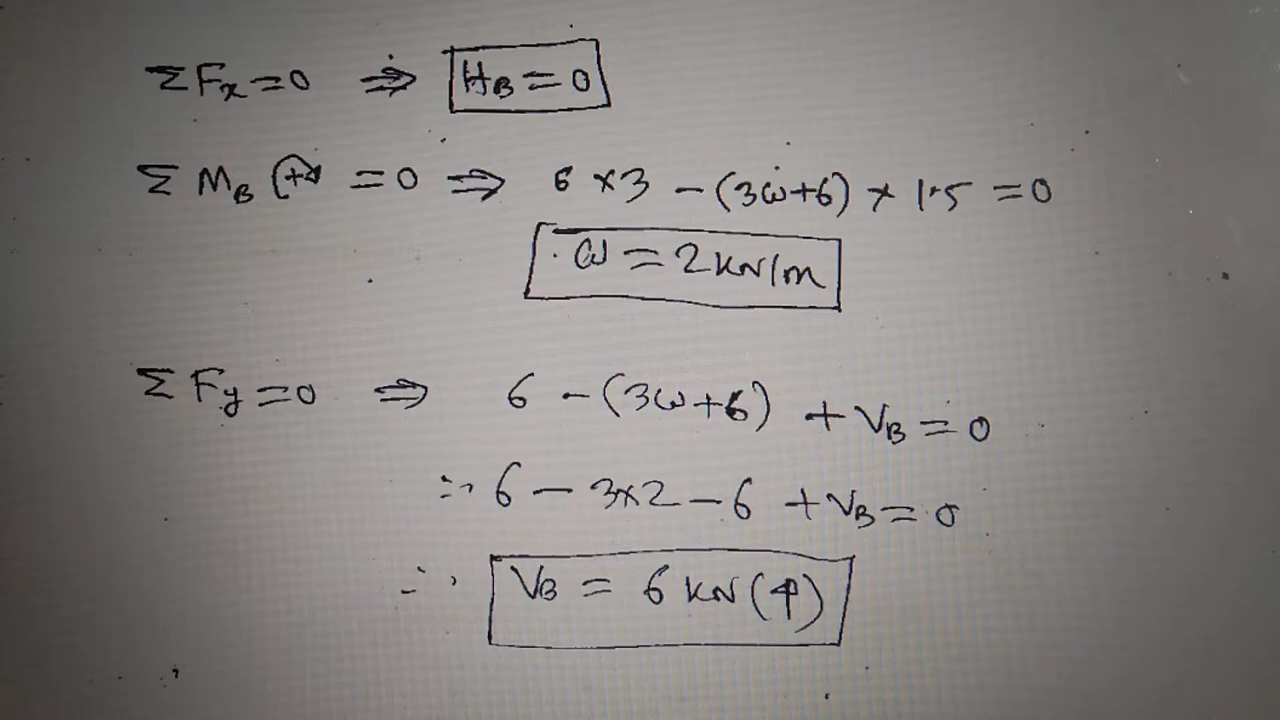 ΣFx=0 ⇒ HB=0
ΣMB (+ =0 ⇒ 6×3 -(3ω+6)×1.5 =0
ω = 2 kN/m
ΣFy=0 ⇒ 6 -(3ω+6) +VB=0
∴ 6 - 3×2 - 6 +VB=0
∴ VB = 6 kN (↑)